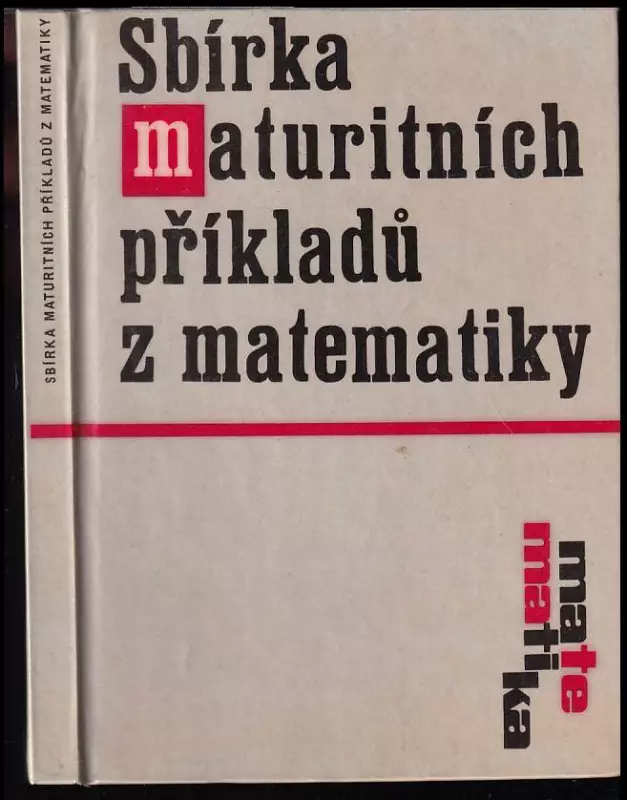 SBÍRKA MATURITNÍCH PŘÍKLADŮ Z MATEMATIKY
Sbírka
maturitních
příkladů
z matematiky
mate
mati
ka